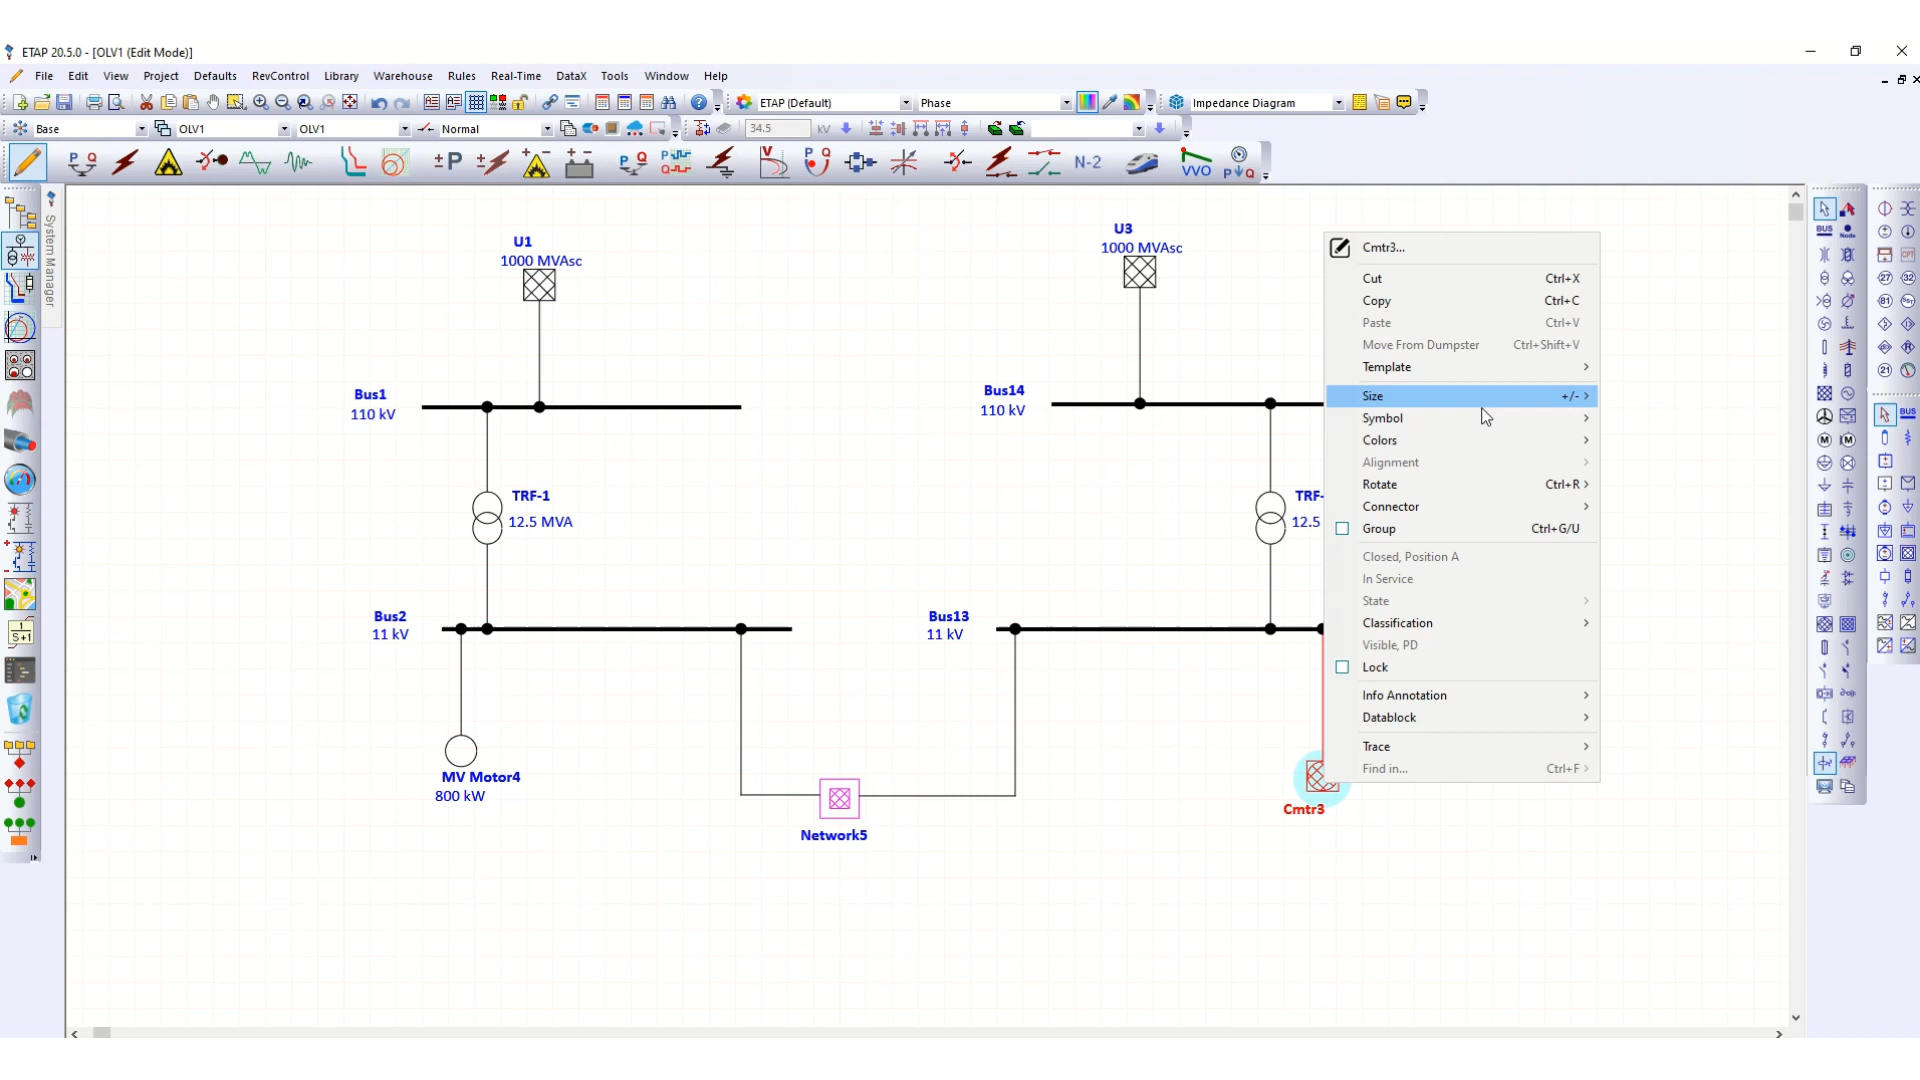 ETAP 20.5.0 - [OLV1 (Edit Mode)]
File Edit View Project Defaults RevControl Library Warehouse Rules Real-Time DataX Tools Window Help
ETAP (Default) Phase Impedance Diagram
Base OLV1 OLV1 Normal 34.5 kV
P Q ±P P Q N-2 VVO
System Manager
U1
1000 MVAsc
U3
1000 MVAsc
Bus1
110 kV
Bus14
110 kV
TRF-1
12.5 MVA
TRF-
12.5
Bus2
11 kV
Bus13
11 kV
MV Motor4
800 kW
Network5
Cmtr3
Cmtr3...
Cut Ctrl+X
Copy Ctrl+C
Paste Ctrl+V
Move From Dumpster Ctrl+Shift+V
Template
Size +/-
Symbol
Colors
Alignment
Rotate Ctrl+R
Connector
Group Ctrl+G/U
Closed, Position A
In Service
State
Classification
Visible, PD
Lock
Info Annotation
Datablock
Trace
Find in... Ctrl+F